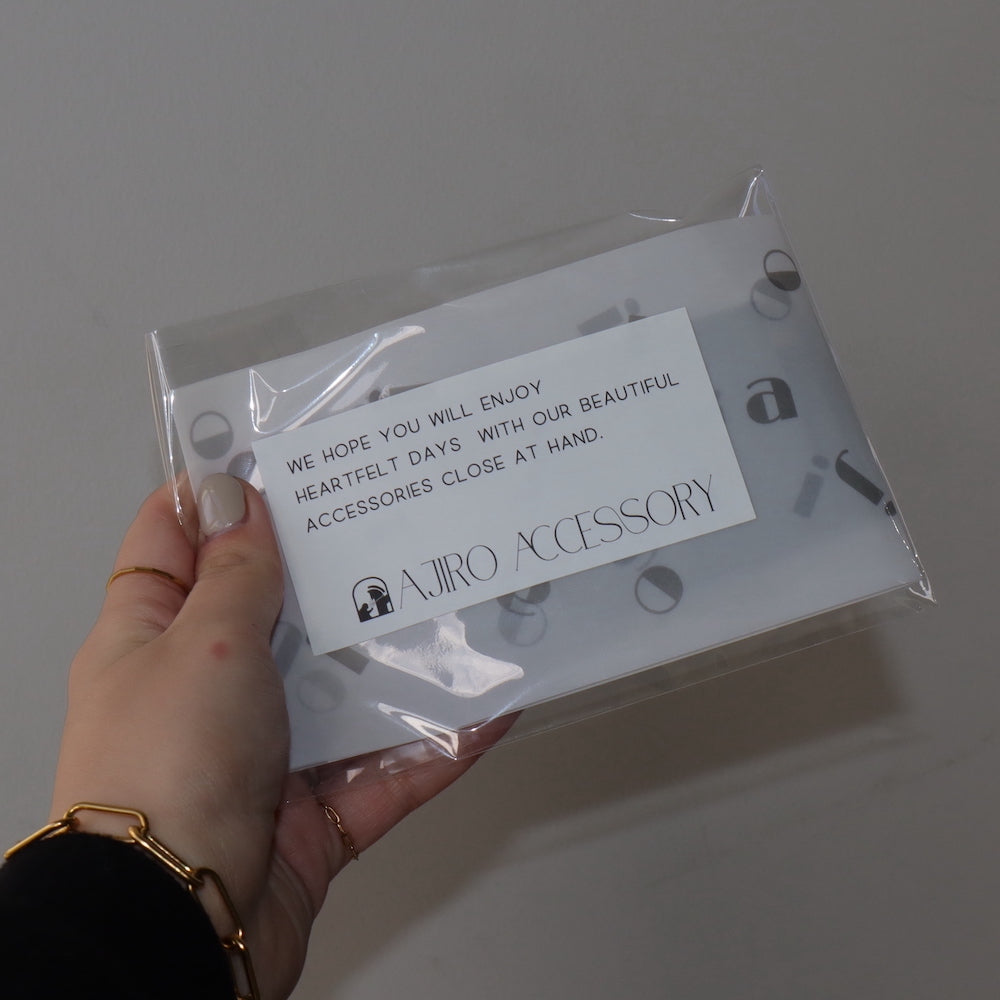 WE HOPE YOU WILL ENJOY
HEARTFELT DAYS WITH OUR BEAUTIFUL
ACCESSORIES CLOSE AT HAND.
AJIRO ACCESSORY
a
i